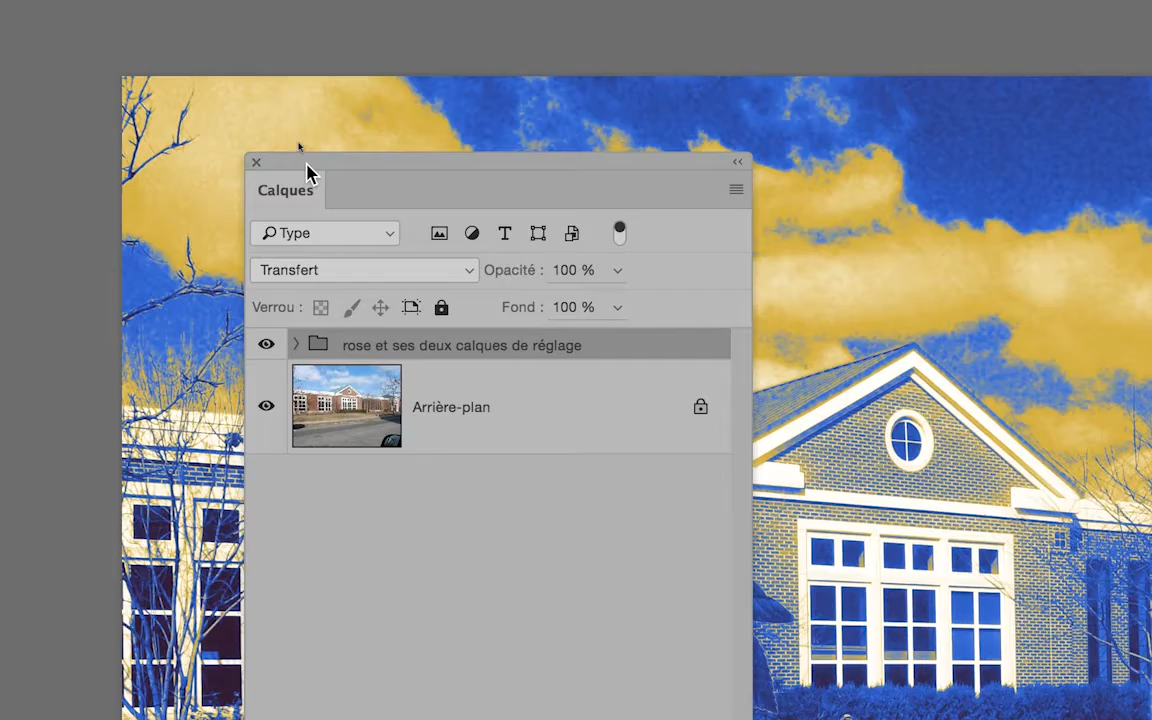 Calques
Type
Transfert Opacité : 100 %
Verrou : Fond : 100 %
rose et ses deux calques de réglage
Arrière-plan